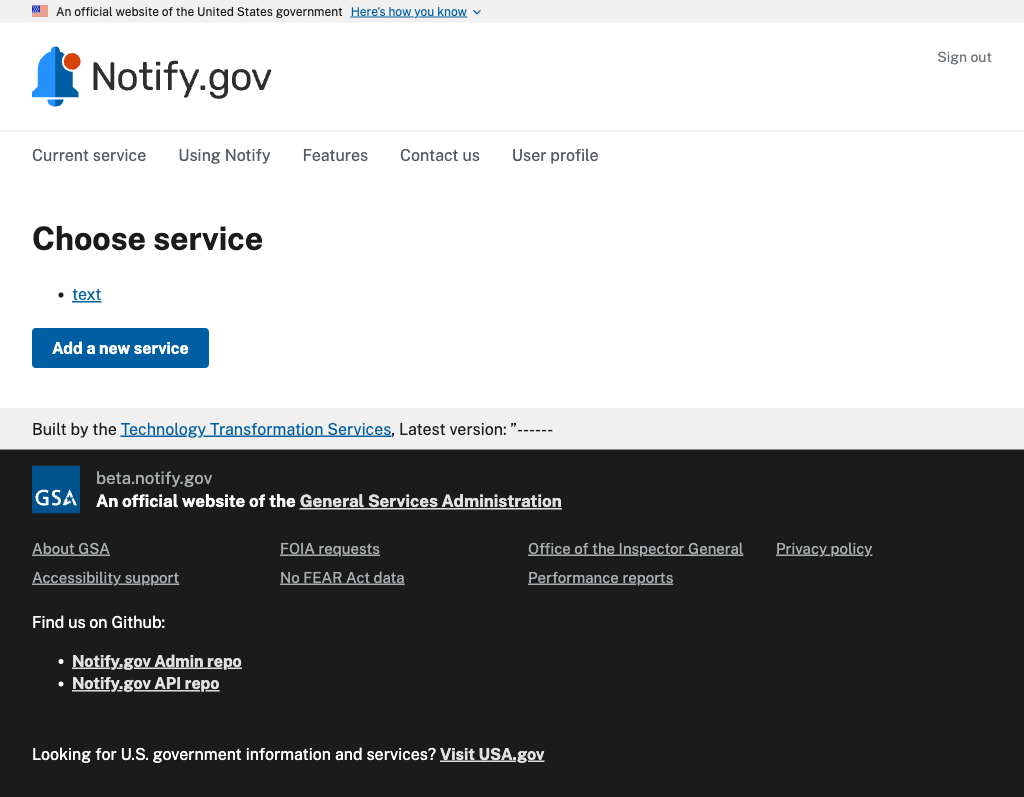 An official website of the United States government Here's how you know
Notify.gov
Sign out
Current service Using Notify Features Contact us User profile
Choose service
• text
Add a new service
Built by the Technology Transformation Services, Latest version: ”------
GSA
beta.notify.gov
An official website of the General Services Administration
About GSA FOIA requests Office of the Inspector General Privacy policy
Accessibility support No FEAR Act data Performance reports
Find us on Github:
• Notify.gov Admin repo
• Notify.gov API repo
Looking for U.S. government information and services? Visit USA.gov